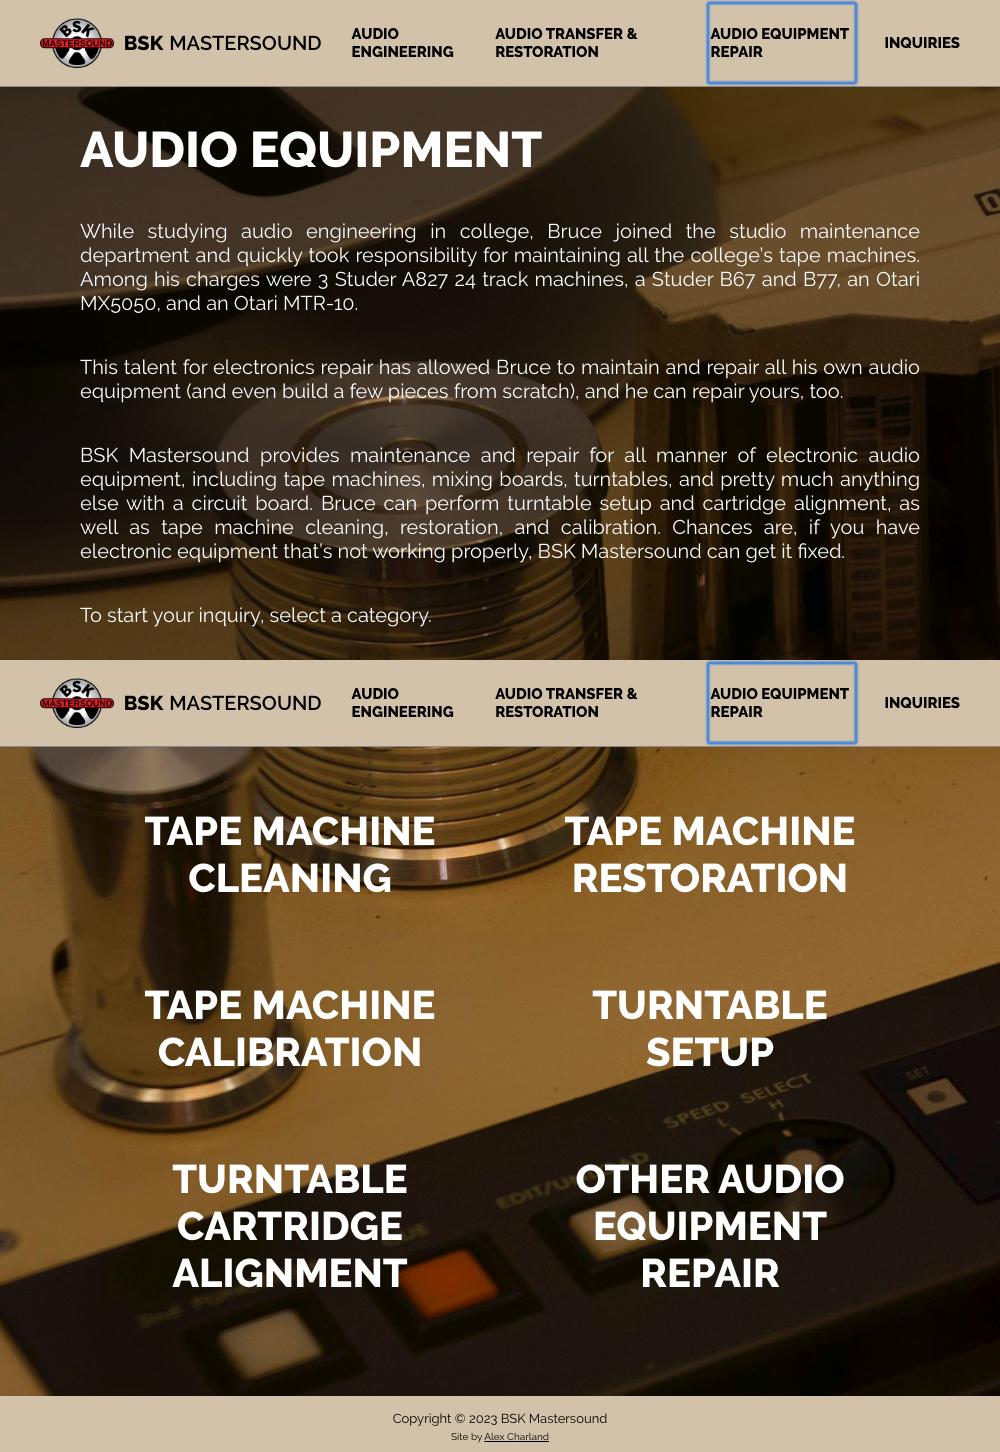 BSK
MASTERSOUND
BSK MASTERSOUND
AUDIO
ENGINEERING
AUDIO TRANSFER &
RESTORATION
AUDIO EQUIPMENT
REPAIR
INQUIRIES
AUDIO EQUIPMENT
While studying audio engineering in college, Bruce joined the studio maintenance
department and quickly took responsibility for maintaining all the college's tape machines.
Among his charges were 3 Studer A827 24 track machines, a Studer B67 and B77, an Otari
MX5050, and an Otari MTR-10.
This talent for electronics repair has allowed Bruce to maintain and repair all his own audio
equipment (and even build a few pieces from scratch), and he can repair yours, too.
BSK Mastersound provides maintenance and repair for all manner of electronic audio
equipment, including tape machines, mixing boards, turntables, and pretty much anything
else with a circuit board. Bruce can perform turntable setup and cartridge alignment, as
well as tape machine cleaning, restoration, and calibration. Chances are, if you have
electronic equipment that's not working properly, BSK Mastersound can get it fixed.
To start your inquiry, select a category.
BSK
MASTERSOUND
BSK MASTERSOUND
AUDIO
ENGINEERING
AUDIO TRANSFER &
RESTORATION
AUDIO EQUIPMENT
REPAIR
INQUIRIES
TAPE MACHINE
CLEANING
TAPE MACHINE
RESTORATION
TAPE MACHINE
CALIBRATION
TURNTABLE
SETUP
SET
SPEED SELECT
L
H
TURNTABLE
CARTRIDGE
ALIGNMENT
OTHER AUDIO
EQUIPMENT
REPAIR
Copyright © 2023 BSK Mastersound
Site by Alex Charland